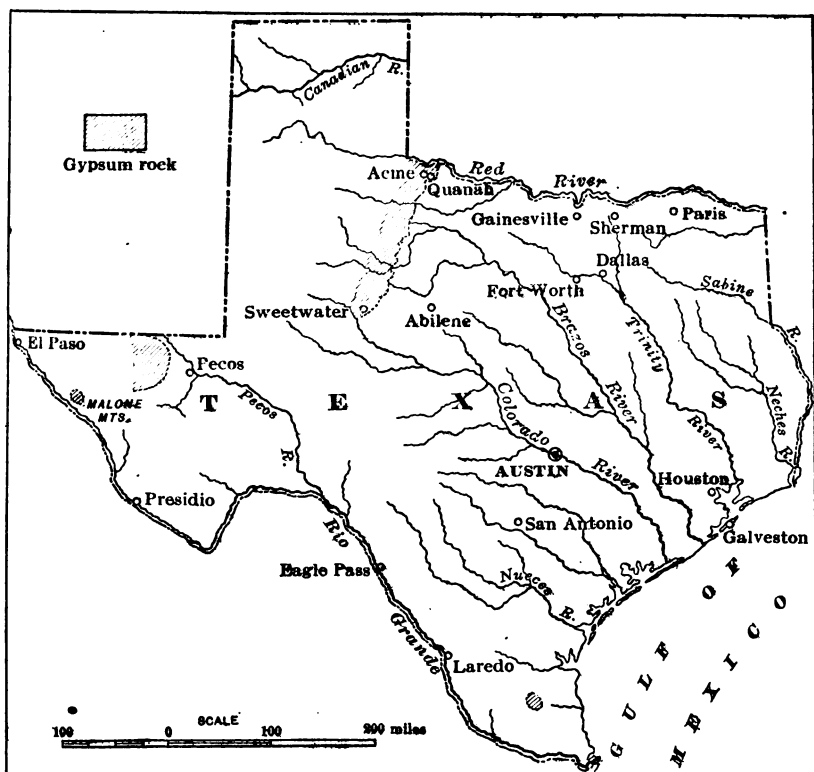 Canadian R.
Gypsum rock
Acme
Red River
Quanah
Gainesville
Sherman
Paris
Dallas
Fort Worth
Sabine R.
Sweetwater
Abilene
Brazos River
Trinity River
El Paso
Pecos
MALONE
MTS.
T E X A S
Pecos R.
Neches R.
Colorado River
AUSTIN
Houston
Presidio
Rio Grande
San Antonio
Galveston
Eagle Pass
Nueces R.
Laredo
GULF OF
MEXICO
SCALE
100 0 100 200 miles